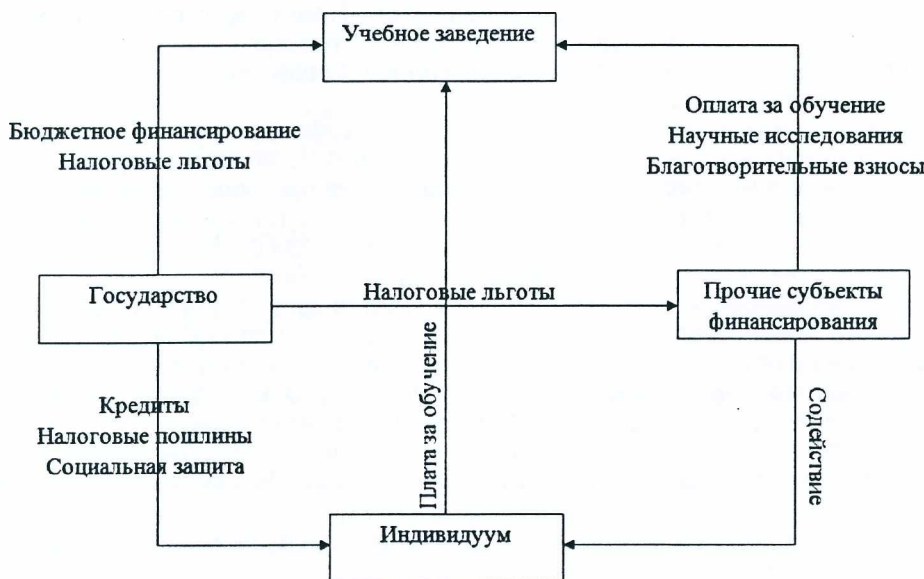 Учебное заведение
Бюджетное финансирование
Налоговые льготы
Оплата за обучение
Научные исследования
Благотворительные взносы
Государство
Налоговые льготы
Прочие субъекты
финансирования
Плата за обучение
Кредиты
Налоговые пошлины
Социальная защита
Содействие
Индивидуум